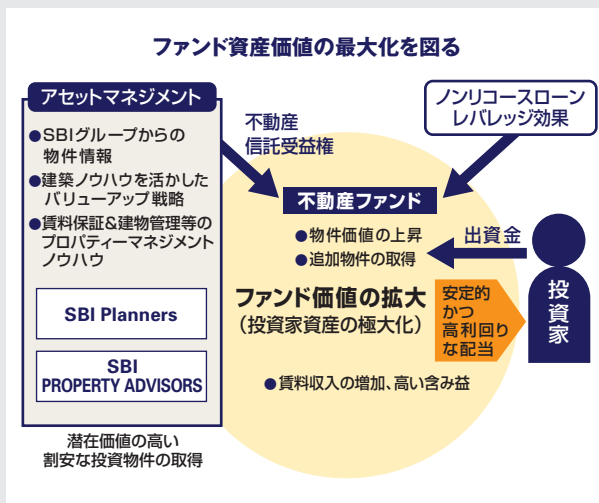 ファンド資産価値の最大化を図る
アセットマネジメント
●SBIグループからの
物件情報
●建築ノウハウを活かした
バリューアップ戦略
●賃料保証&建物管理等の
プロパティーマネジメント
ノウハウ
SBI Planners
SBI
PROPERTY ADVISORS
潜在価値の高い
割安な投資物件の取得
不動産
信託受益権
ノンリコースローン
レバレッジ効果
不動産ファンド
●物件価値の上昇
●追加物件の取得
出資金
ファンド価値の拡大
（投資家資産の極大化）
安定的
かつ
高利回り
な配当
投資家
●賃料収入の増加、高い含み益